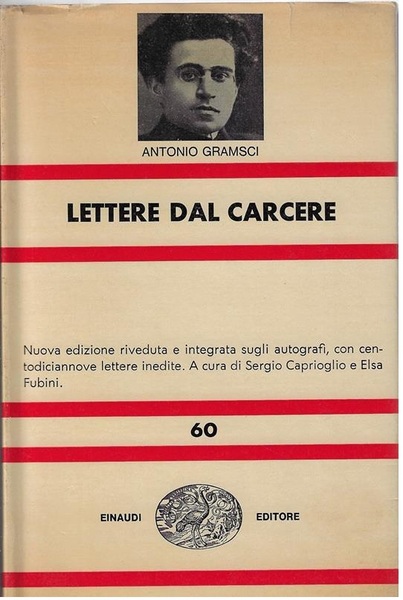 ANTONIO GRAMSCI
LETTERE DAL CARCERE
Nuova edizione riveduta e integrata sugli autografi, con cen-
todiciannove lettere inedite. A cura di Sergio Caprioglio e Elsa
Fubini.
60
EINAUDI EDITORE